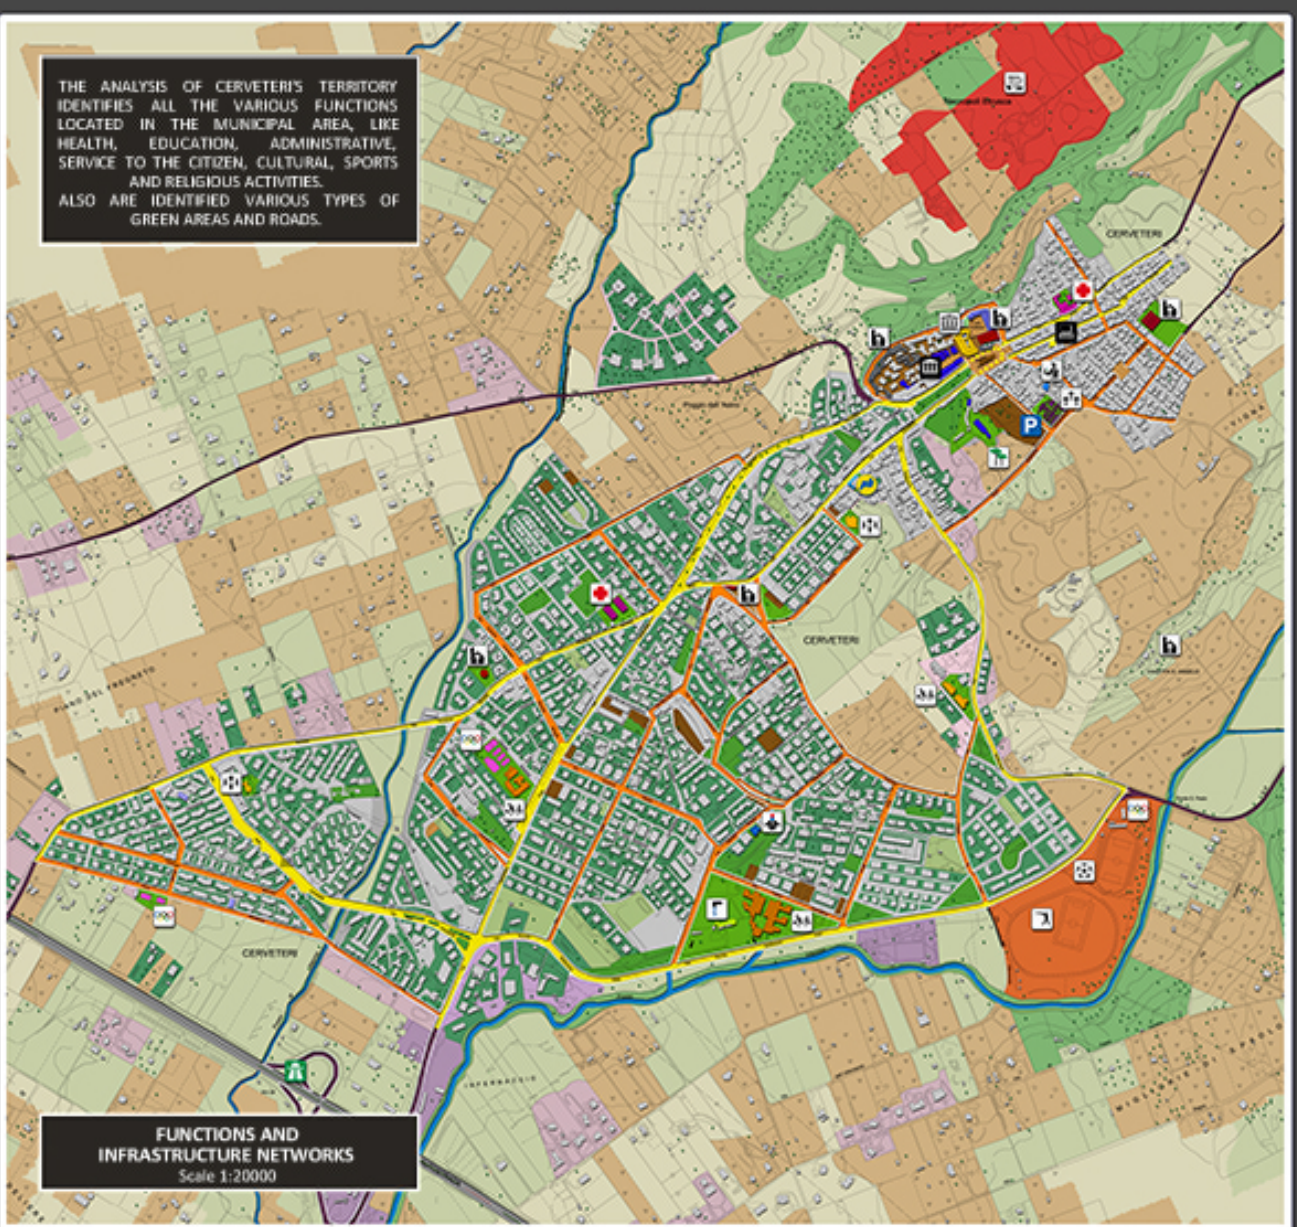 THE ANALYSIS OF CERVETERI'S TERRITORY
IDENTIFIES ALL THE VARIOUS FUNCTIONS
LOCATED IN THE MUNICIPAL AREA, LIKE
HEALTH, EDUCATION, ADMINISTRATIVE,
SERVICE TO THE CITIZEN, CULTURAL, SPORTS
AND RELIGIOUS ACTIVITIES.
ALSO ARE IDENTIFIED VARIOUS TYPES OF
GREEN AREAS AND ROADS.
CERVETERI
P
CERVETERI
CERVETERI
FUNCTIONS AND
INFRASTRUCTURE NETWORKS
Scale 1:20000